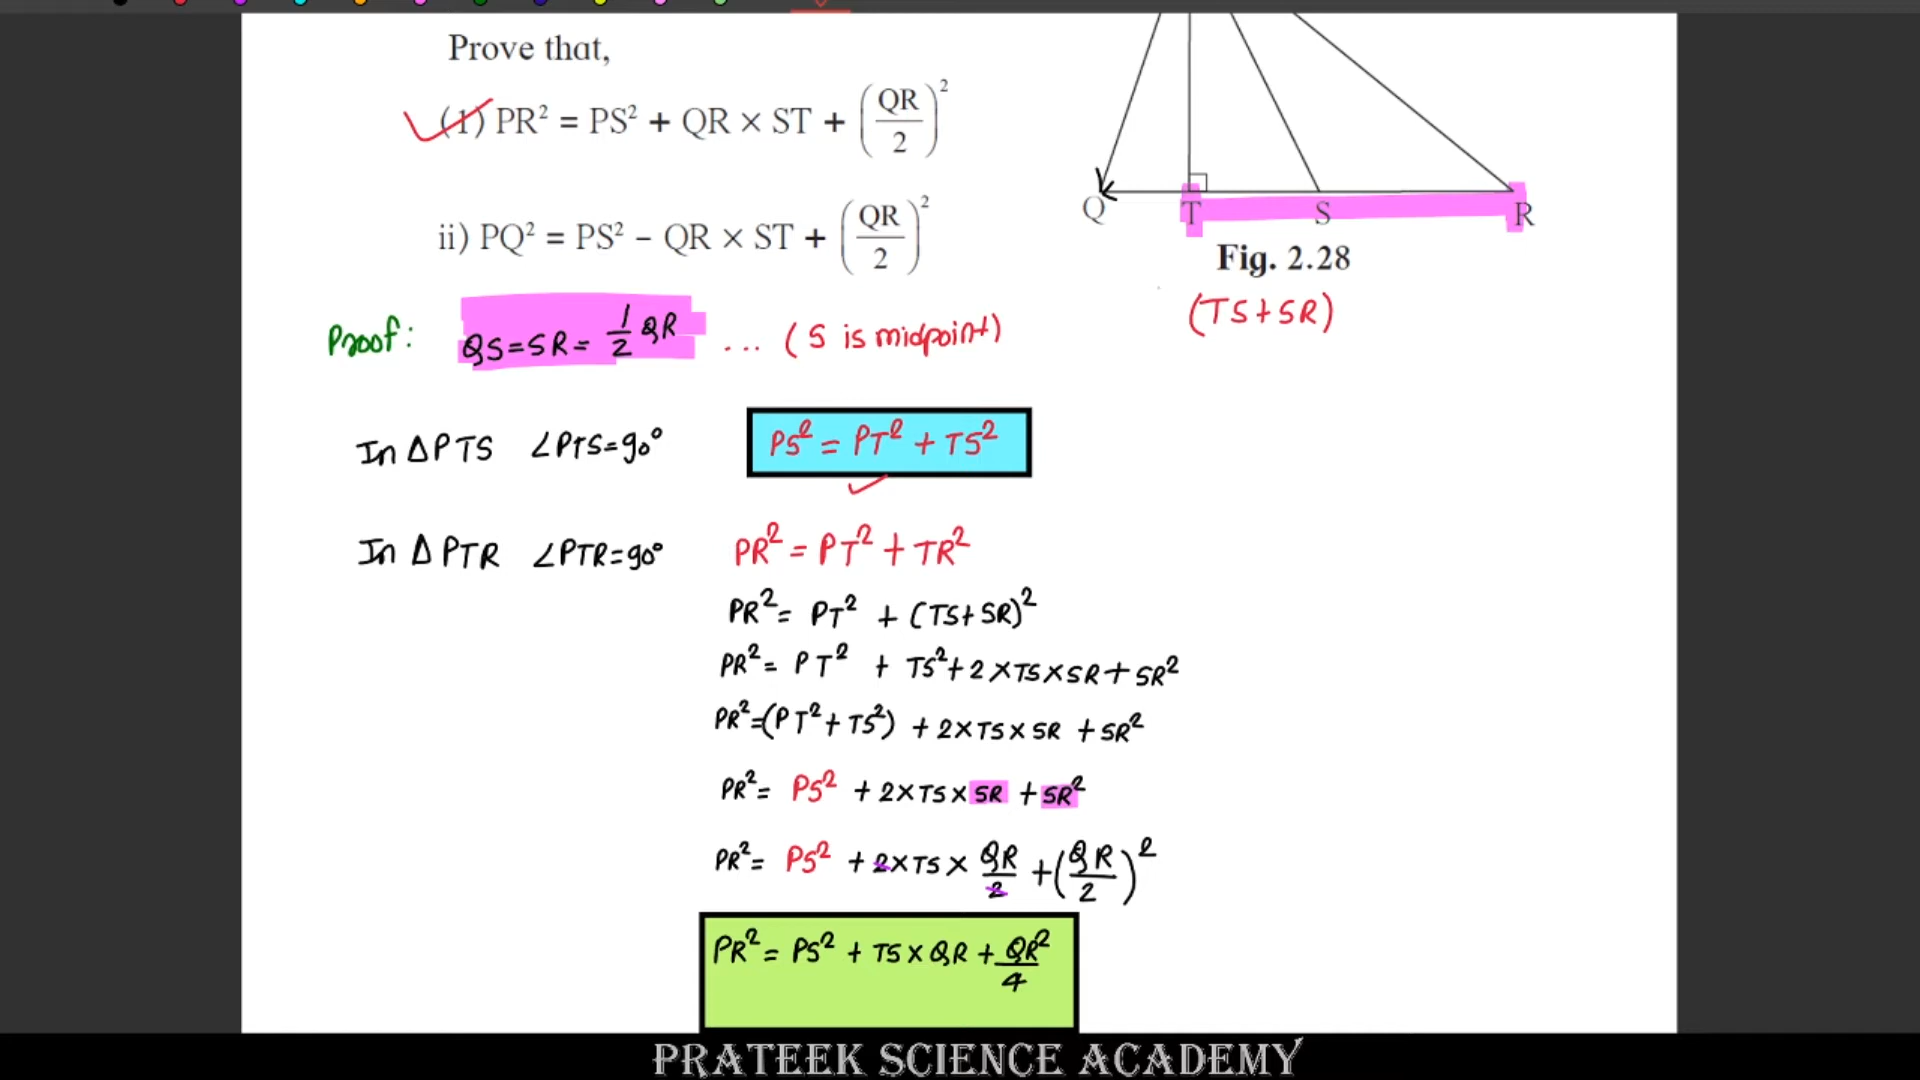 Prove that,
(1) PR² = PS² + QR × ST + (QR/2)²
ii) PQ² = PS² – QR × ST + (QR/2)²
Q T S R
Fig. 2.28
(TS+SR)
Proof: QS=SR= 1/2 QR ... (S is midpoint)
In ΔPTS ∠PTS=90° PS² = PT² + TS²
In ΔPTR ∠PTR=90° PR² = PT² + TR²
PR² = PT² + (TS+SR)²
PR² = PT² + TS²+2×TS×SR+SR²
PR²=(PT²+TS²) +2×TS×SR +SR²
PR² = PS² +2×TS×SR +SR²
PR² = PS² +2×TS× QR/2 +(QR/2)²
PR² = PS² + TS×QR + QR²/4
PRATEEK SCIENCE ACADEMY